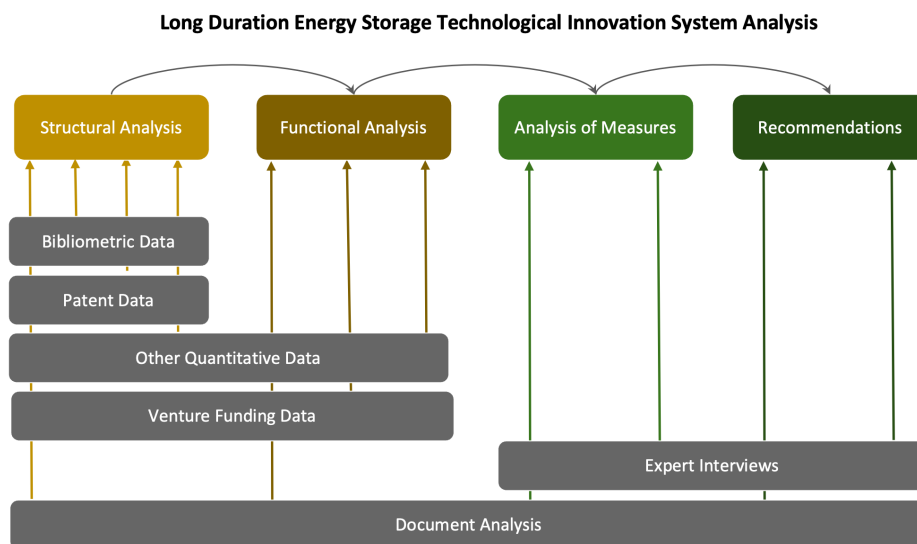 Long Duration Energy Storage Technological Innovation System Analysis
Structural Analysis
Functional Analysis
Analysis of Measures
Recommendations
Bibliometric Data
Patent Data
Other Quantitative Data
Venture Funding Data
Expert Interviews
Document Analysis